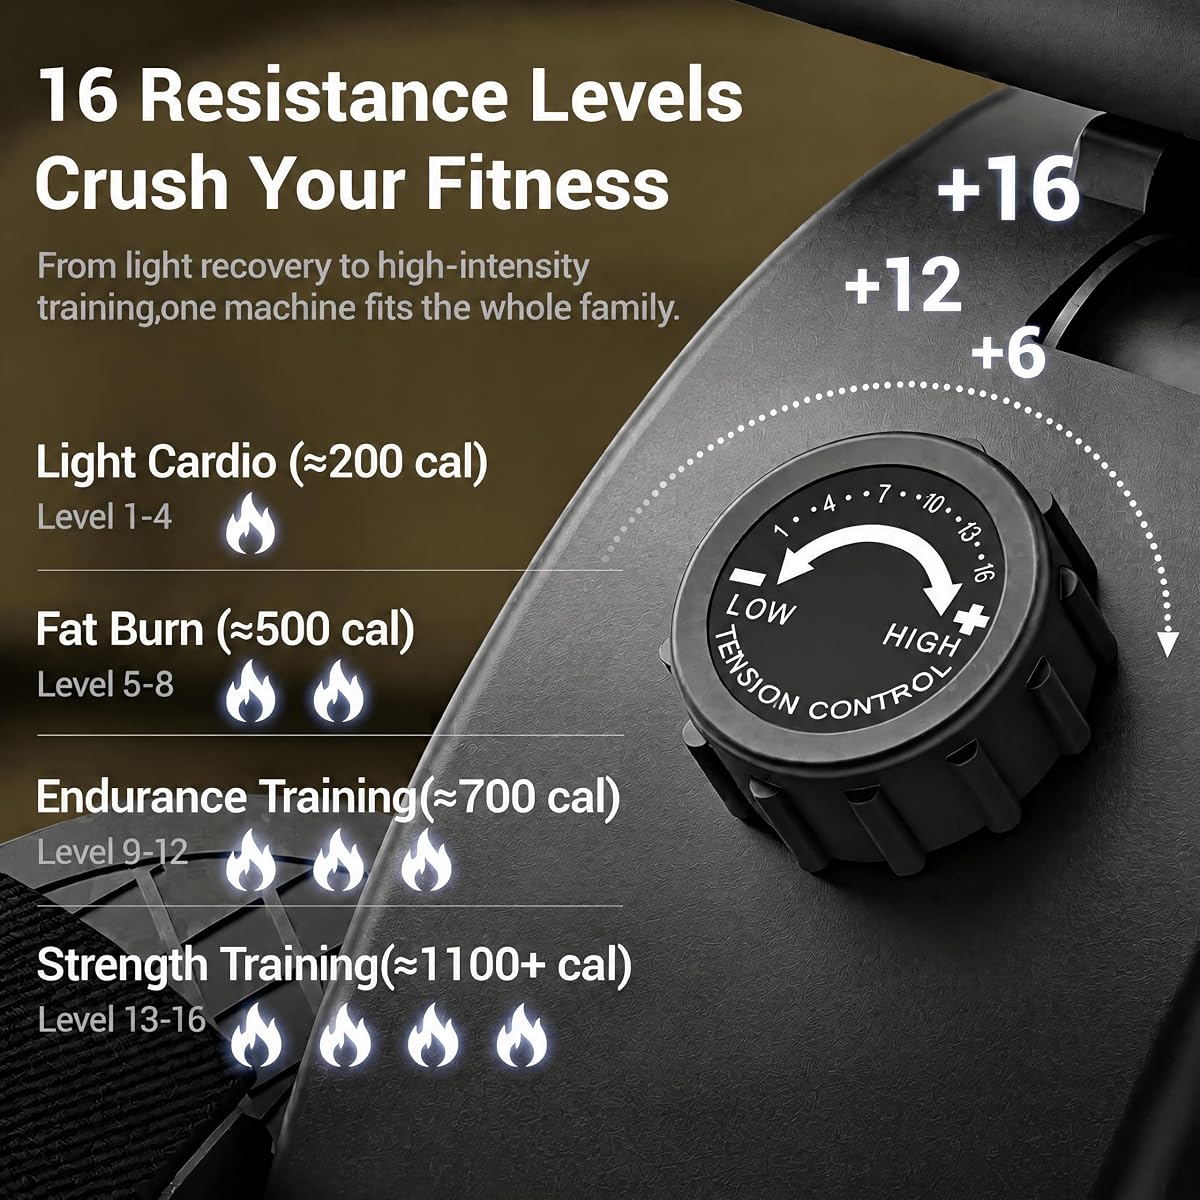 16 Resistance Levels
Crush Your Fitness
From light recovery to high-intensity
training,one machine fits the whole family.
+16
+12
+6
Light Cardio (≈200 cal)
Level 1-4
Fat Burn (≈500 cal)
Level 5-8
Endurance Training(≈700 cal)
Level 9-12
Strength Training(≈1100+ cal)
Level 13-16
1 • • 4 • • 7 • • 10 • • 13 • • 16
- +
LOW HIGH
TENSION CONTROL